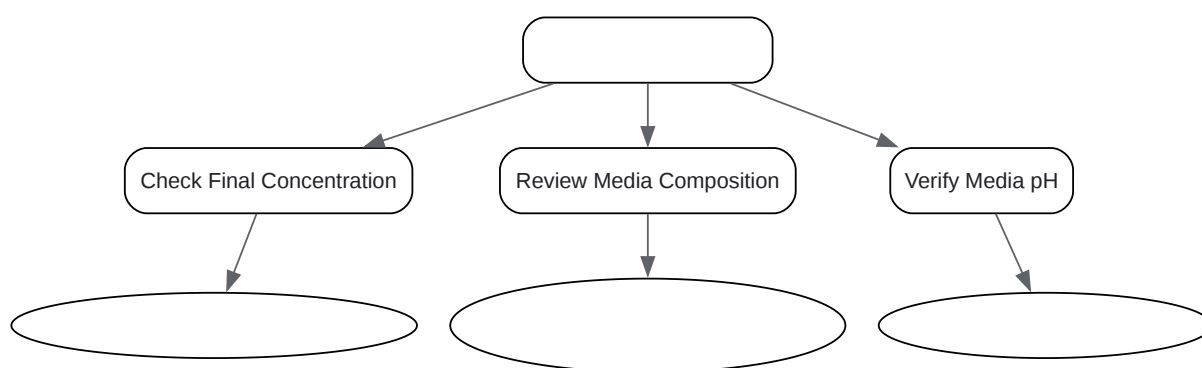 Check Final Concentration
Review Media Composition
Verify Media pH